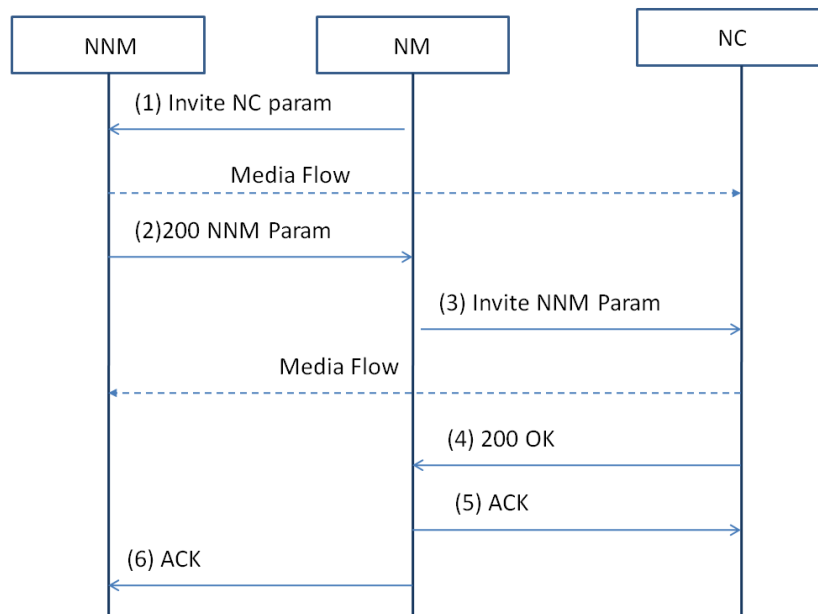 NNM
NM
NC
(1) Invite NC param
Media Flow
(2)200 NNM Param
(3) Invite NNM Param
Media Flow
(4) 200 OK
(5) ACK
(6) ACK